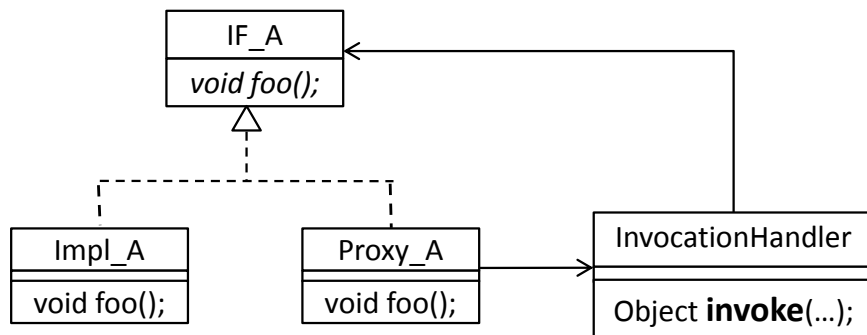 IF_A
void foo();
Impl_A
void foo();
Proxy_A
void foo();
InvocationHandler
Object invoke(...);